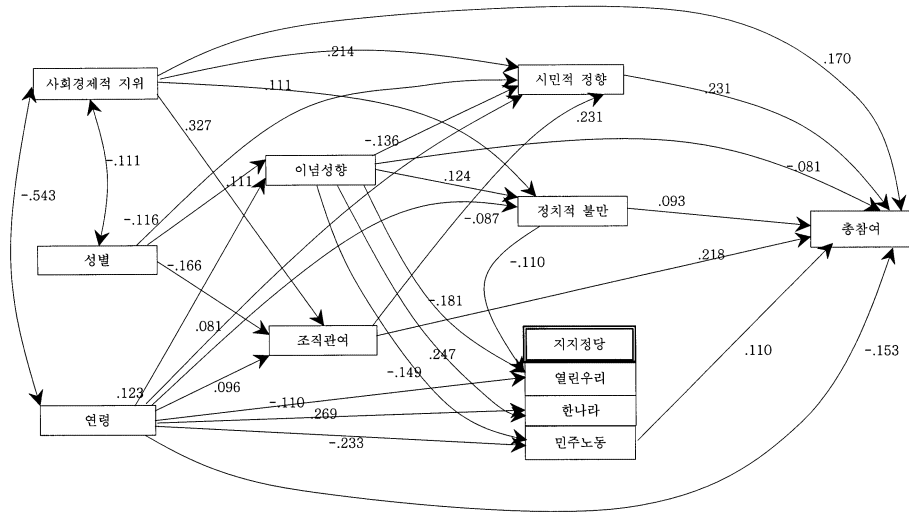 .170
.214
사회경제적 지위
시민적 정향
.111
.231
.327
.231
-.136
-.111
이념성향
-.081
.111
.124
-.543
-.116
정치적 불만
.093
-.087
총참여
성별
-.166
-.110
.218
-.181
.081
조직관여
지지정당
.247
.110
-.153
-.149
열린우리
.123
.096
-.110
한나라
연령
.269
-.233
민주노동